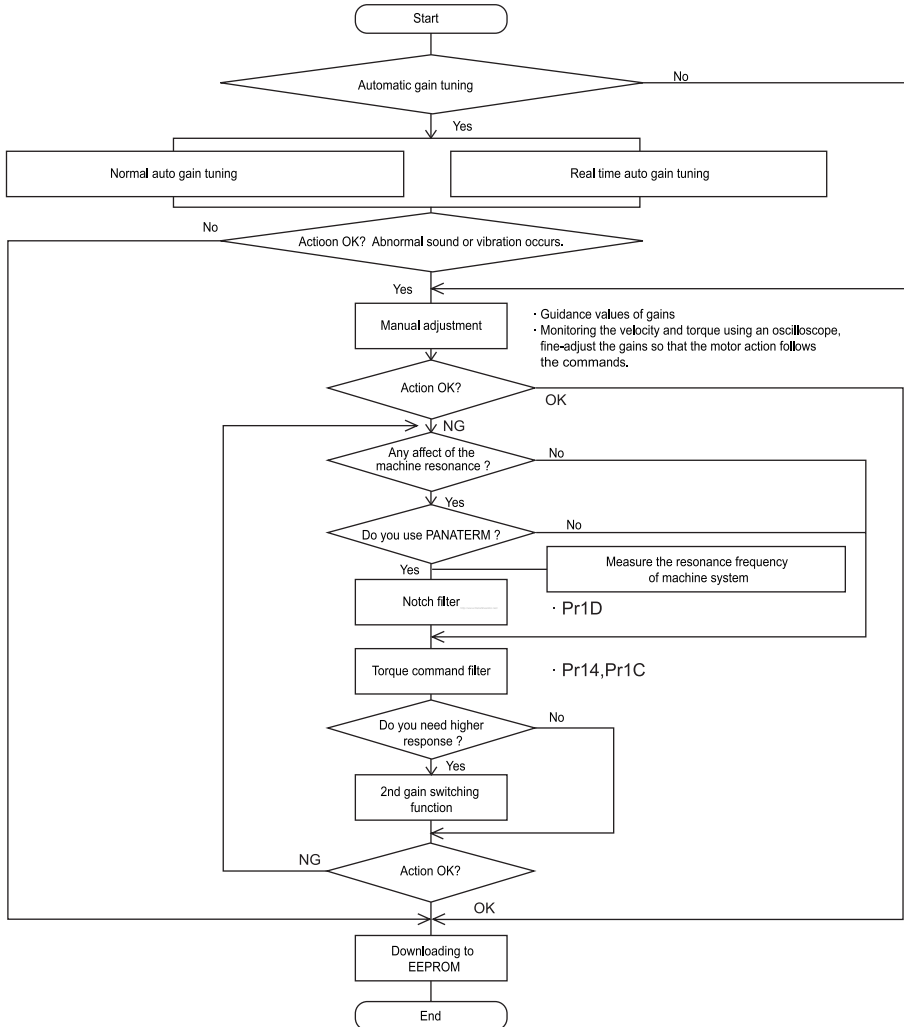 Start
Automatic gain tuning
No
Yes
Normal auto gain tuning
Real time auto gain tuning
No
Actioon OK? Abnormal sound or vibration occurs.
Yes
Manual adjustment
· Guidance values of gains
· Monitoring the velocity and torque using an oscilloscope,
fine-adjust the gains so that the motor action follows
the commands.
Action OK?
OK
NG
Any affect of the
machine resonance ?
No
Yes
Do you use PANATERM ?
No
Yes
Measure the resonance frequency
of machine system
Notch filter
· Pr1D
Torque command filter
· Pr14,Pr1C
Do you need higher
response ?
No
Yes
2nd gain switching
function
NG
Action OK?
OK
Downloading to
EEPROM
End